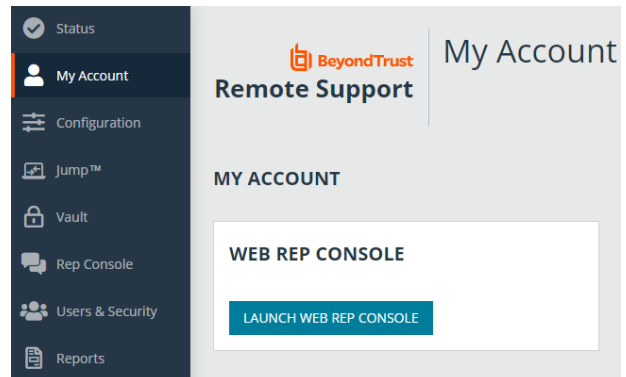 Status
My Account
Configuration
Jump™
Vault
Rep Console
Users & Security
Reports
BeyondTrust
Remote Support
My Account
MY ACCOUNT
WEB REP CONSOLE
LAUNCH WEB REP CONSOLE